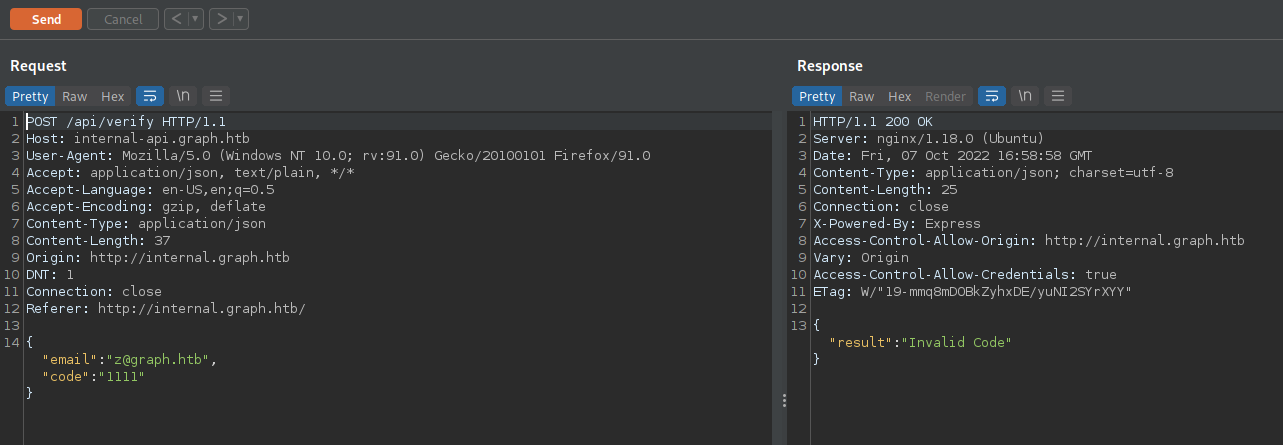 Send Cancel < > 
Request
Pretty Raw Hex \n
1 POST /api/verify HTTP/1.1
2 Host: internal-api.graph.htb
3 User-Agent: Mozilla/5.0 (Windows NT 10.0; rv:91.0) Gecko/20100101 Firefox/91.0
4 Accept: application/json, text/plain, */*
5 Accept-Language: en-US,en;q=0.5
6 Accept-Encoding: gzip, deflate
7 Content-Type: application/json
8 Content-Length: 37
9 Origin: http://internal.graph.htb
10 DNT: 1
11 Connection: close
12 Referer: http://internal.graph.htb/
13
14 {
"email":"z@graph.htb",
"code":"1111"
}
Response
Pretty Raw Hex Render \n
1 HTTP/1.1 200 OK
2 Server: nginx/1.18.0 (Ubuntu)
3 Date: Fri, 07 Oct 2022 16:58:58 GMT
4 Content-Type: application/json; charset=utf-8
5 Content-Length: 25
6 Connection: close
7 X-Powered-By: Express
8 Access-Control-Allow-Origin: http://internal.graph.htb
9 Vary: Origin
10 Access-Control-Allow-Credentials: true
11 ETag: W/"19-mmq8mDOBkZyhxDE/yuNI2SYrXYY"
12
13 {
"result":"Invalid Code"
}